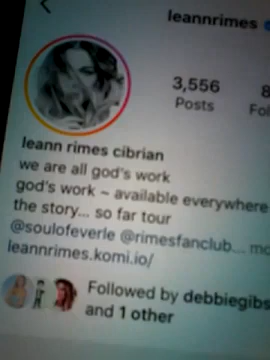 leannrimes
3,556
Posts
leann rimes cibrian
we are all god's work
god's work ~ available everywhere
the story... so far tour
@soulofeverle @rimesfanclub...
leannrimes.komi.io/
Followed by debbiegibs
and 1 other